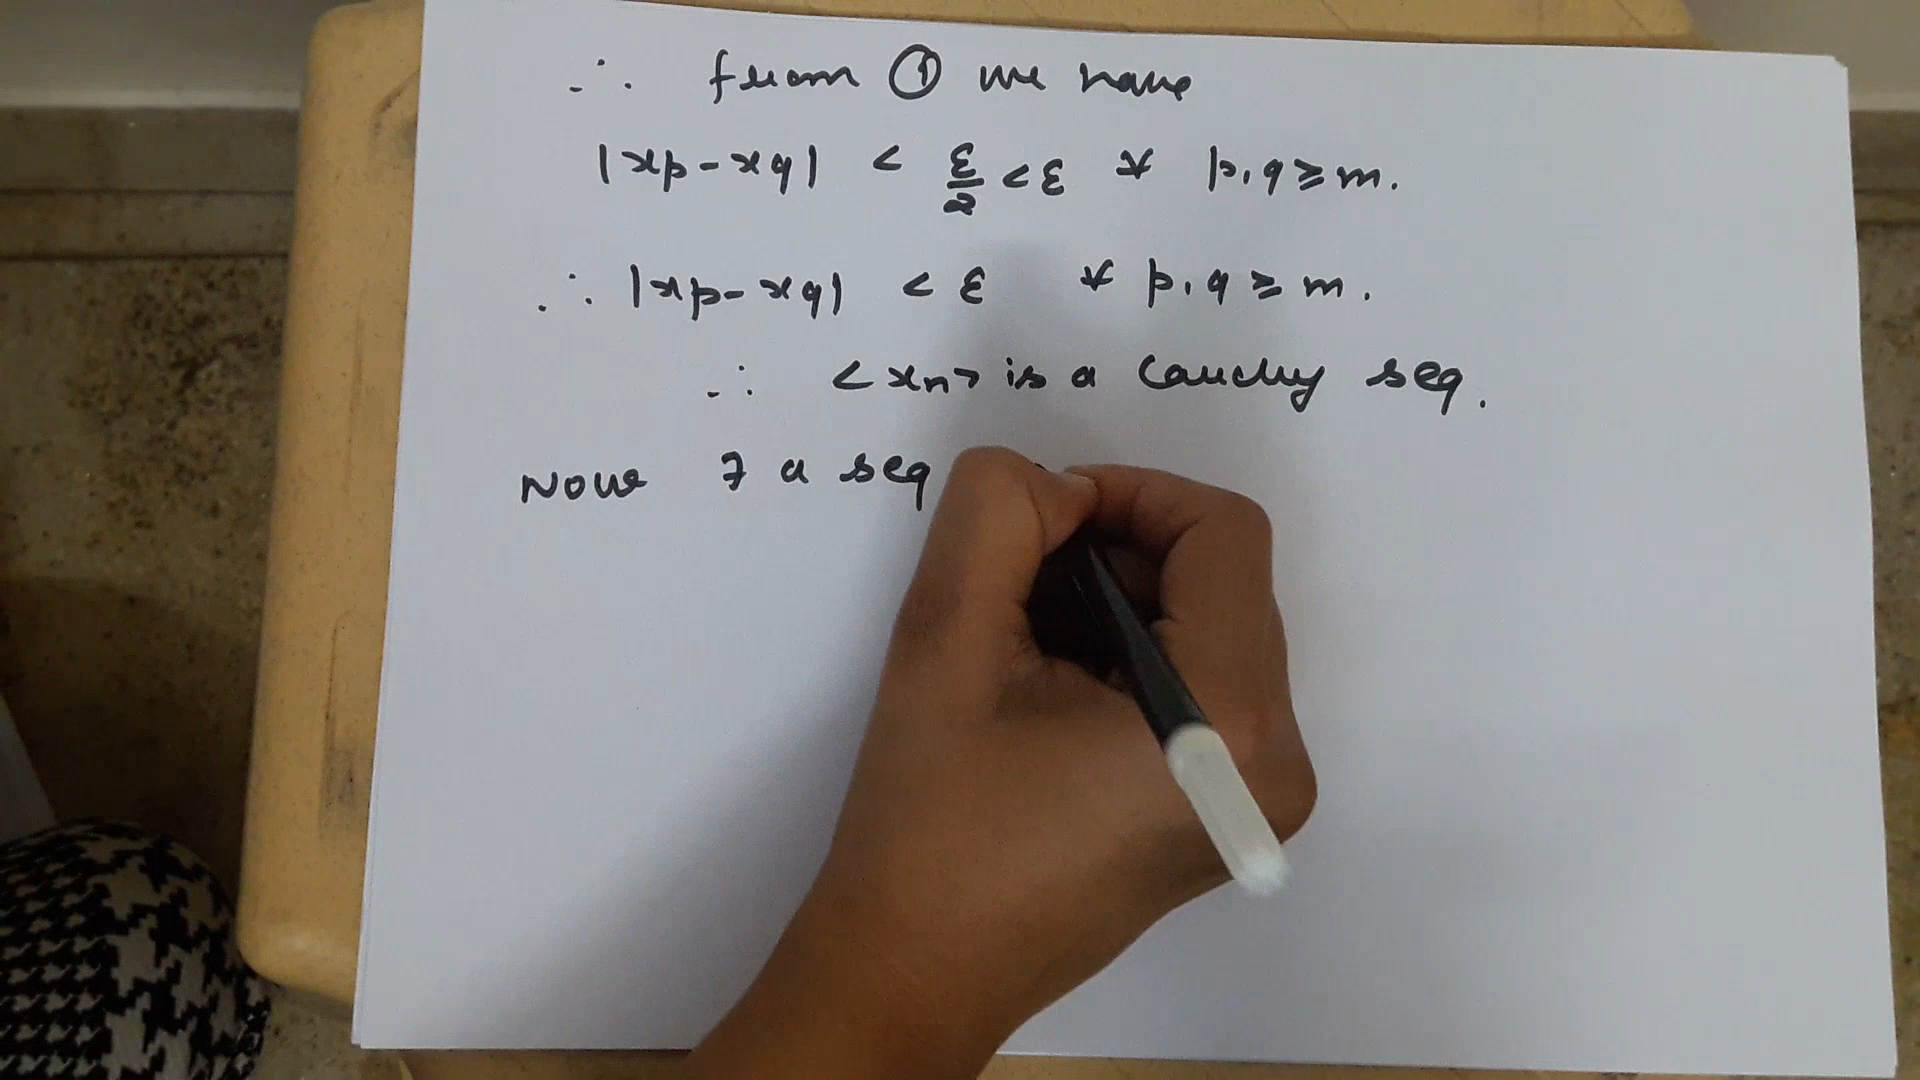 ∴ from ① we have
|xp - xq| < ε/2 < ε ∀ p, q ≥ m.
∴ |xp - xq| < ε ∀ p, q ≥ m.
∴ <xn> is a Cauchy seq.
Now ∃ a seq